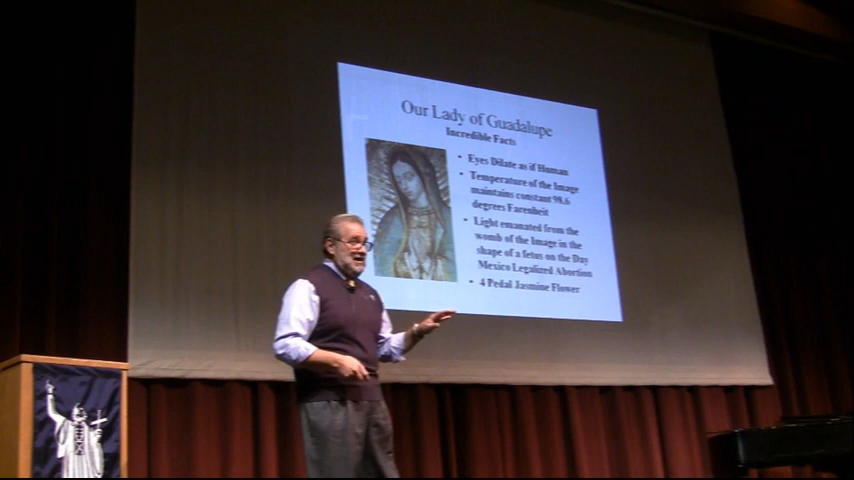 Our Lady of Guadalupe
Incredible Facts
• Eyes Dilate as if Human
• Temperature of the Image
maintains constant 98.6
degrees Farenheit
• Light emanated from the
womb of the Image in the
shape of a fetus on the Day
Mexico Legalized Abortion
• 4 Pedal Jasmine Flower